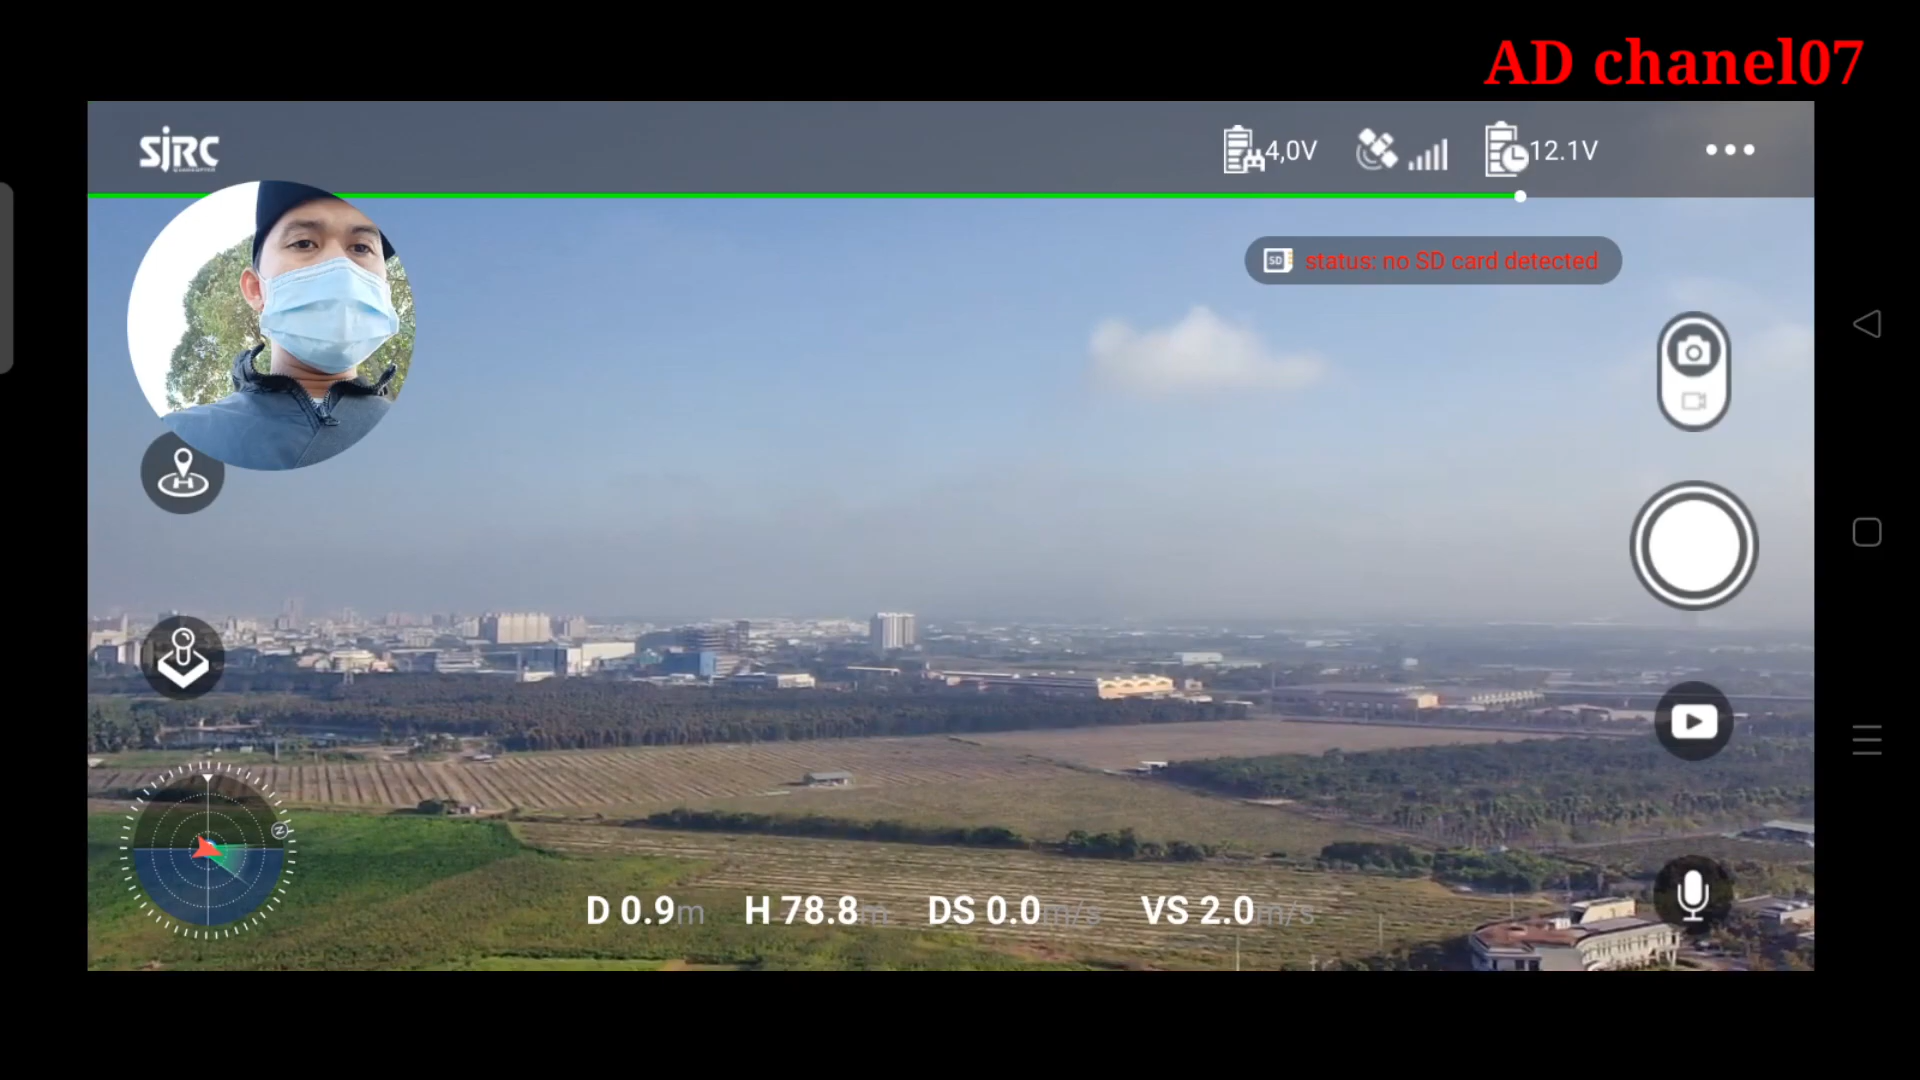 AD chanel07
SJRC
4,0V
12.1V
SD status: no SD card detected
N
D 0.9m H 78.8m DS 0.0m/s VS 2.0m/s